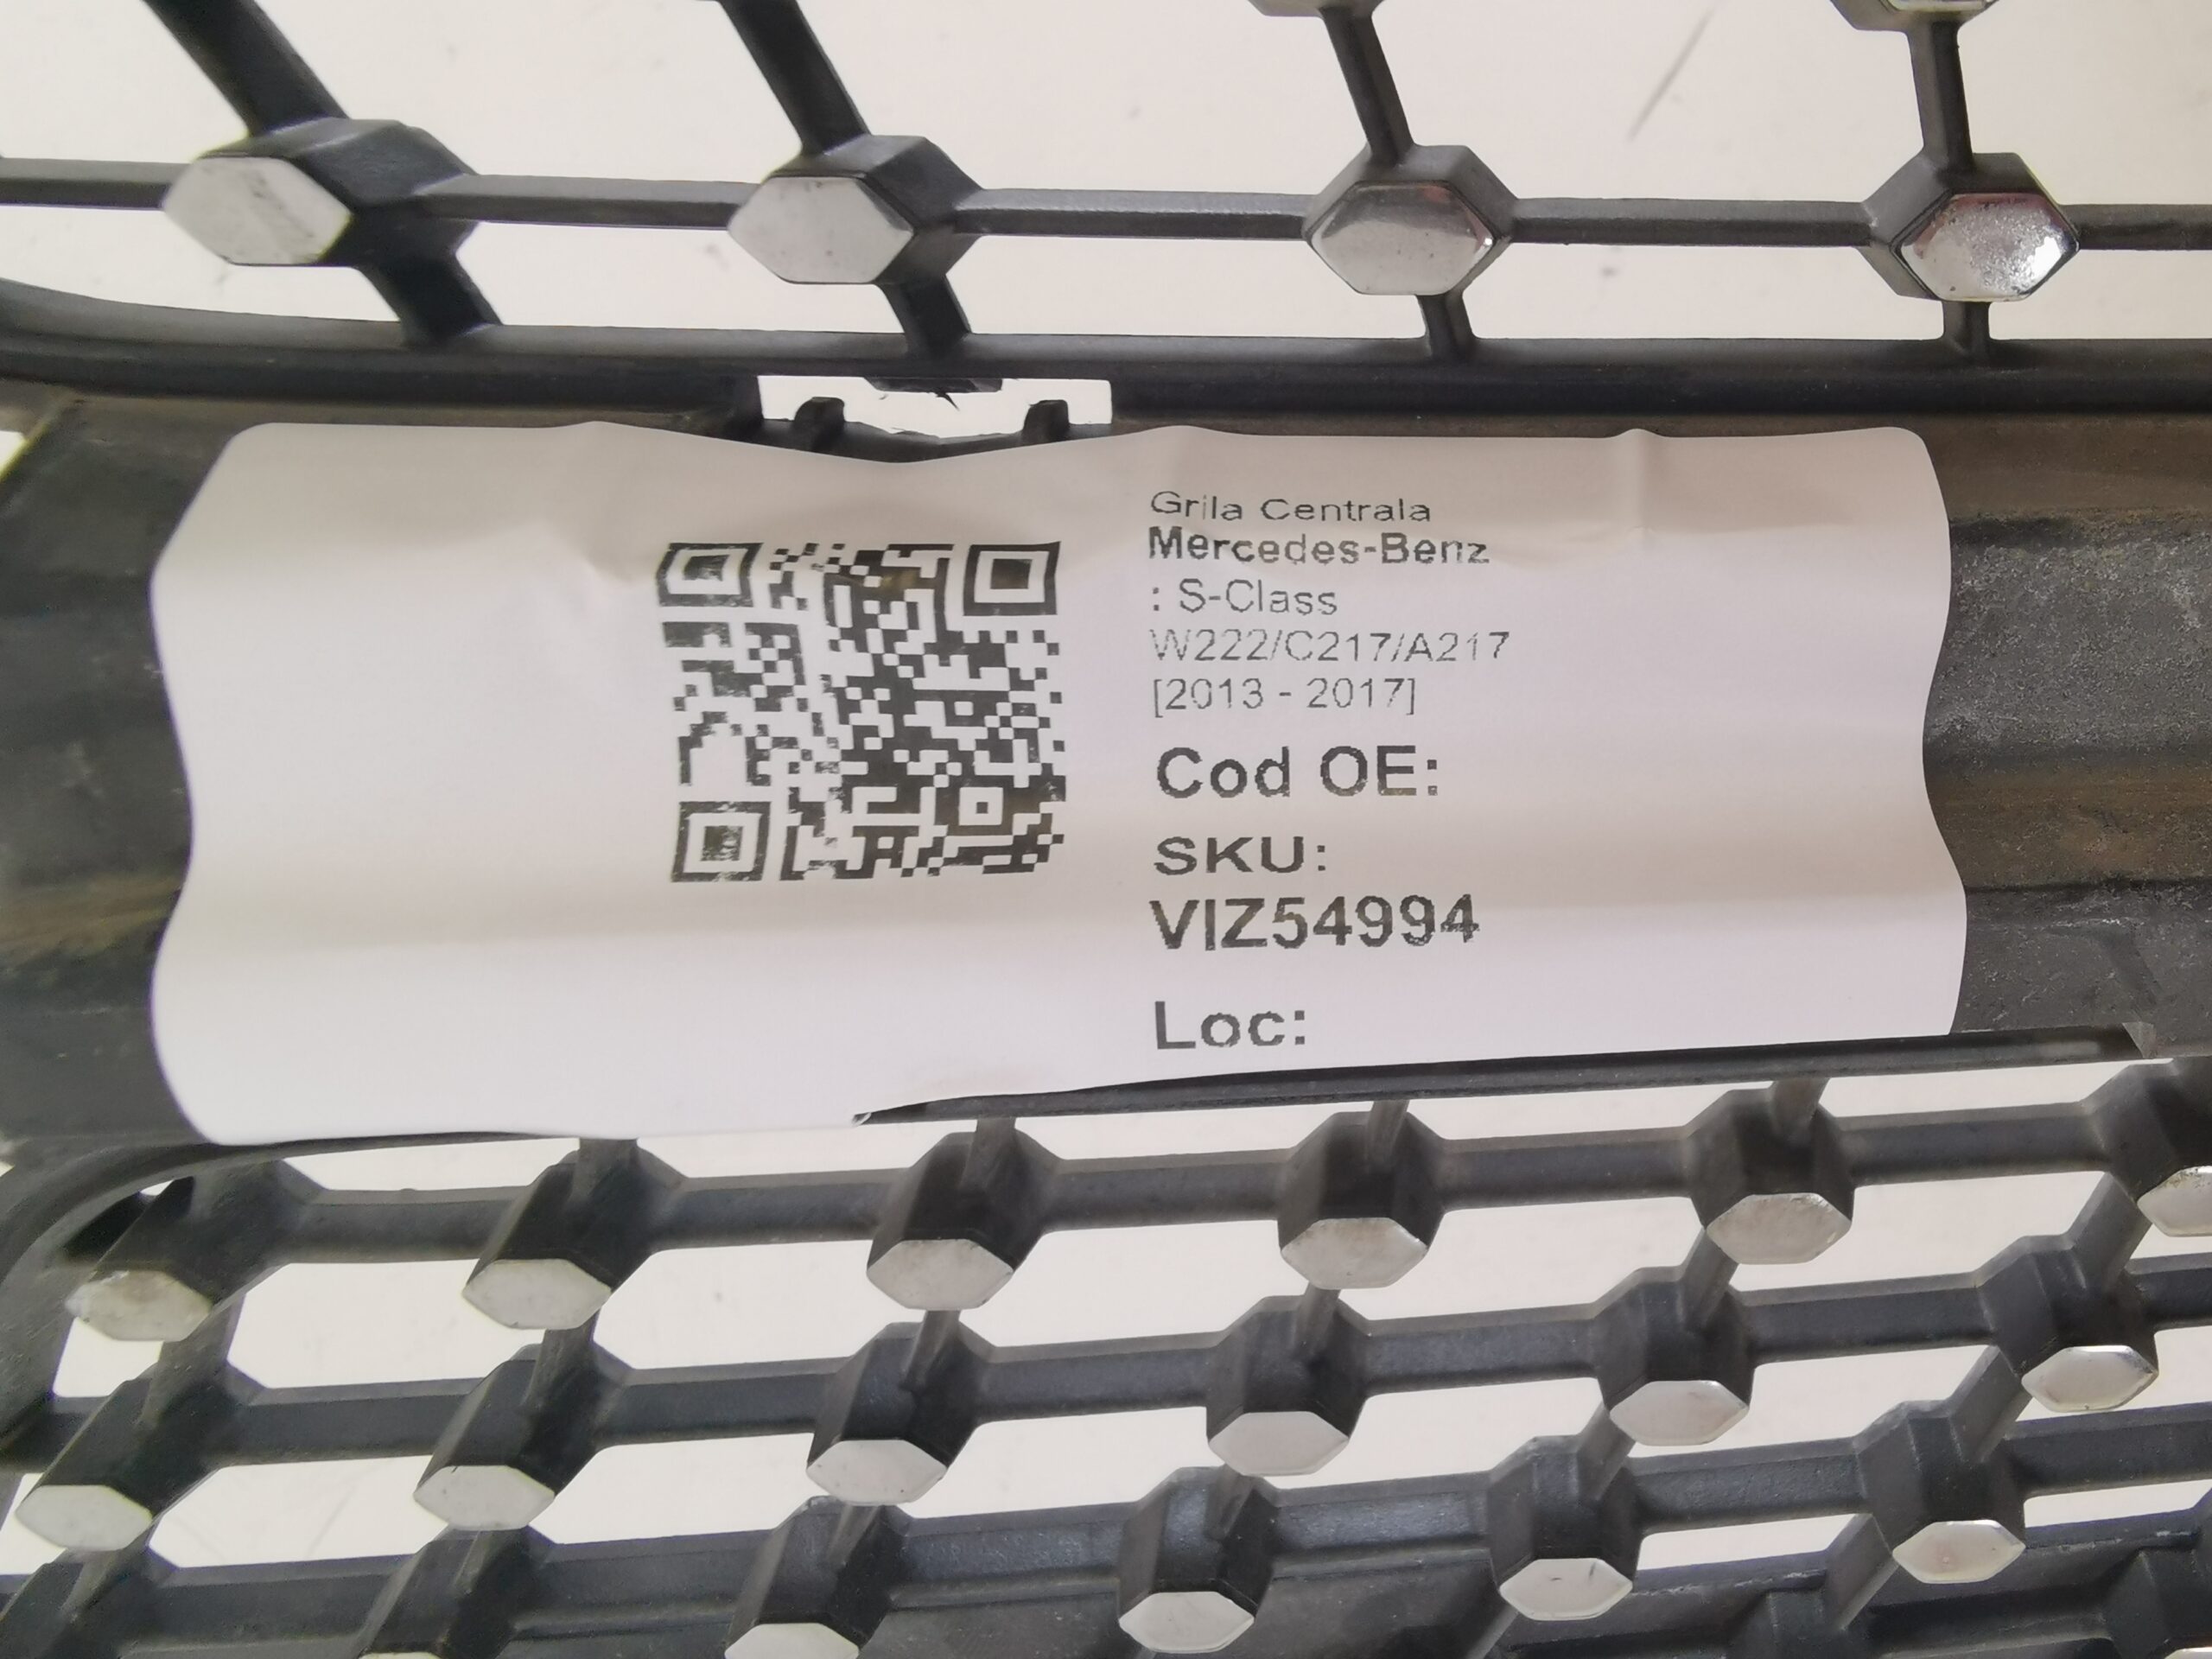 Grila Centrala
Mercedes-Benz
: S-Class
W222/C217/A217
[2013 - 2017]
Cod OE:
SKU:
VIZ54994
Loc: